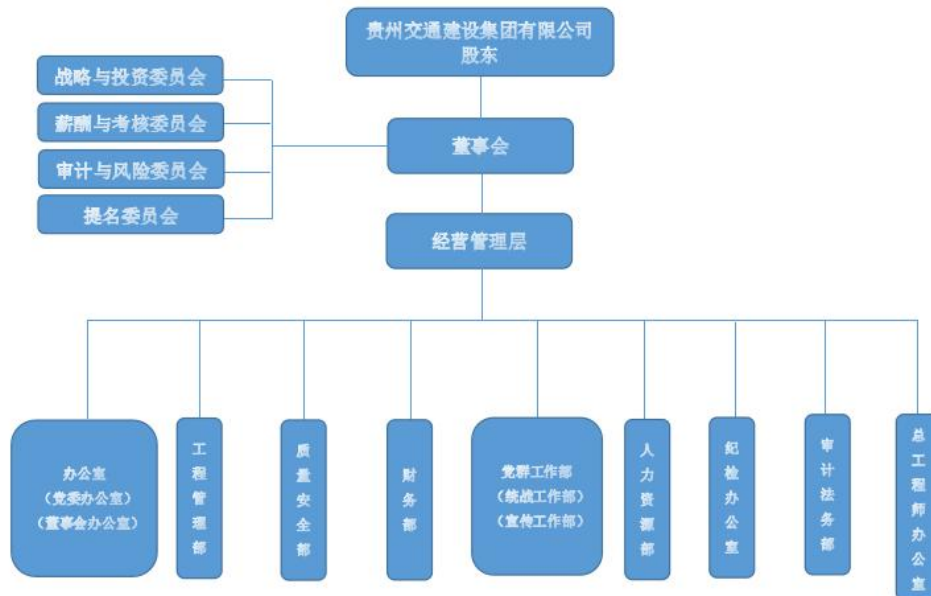 贵州交通建设集团有限公司
股东
战略与投资委员会
薪酬与考核委员会
审计与风险委员会
提名委员会
董事会
经营管理层
办公室
（党委办公室）
（董事会办公室）
工程管理部
质量安全部
财务部
党群工作部
（统战工作部）
（宣传工作部）
人力资源部
纪检办公室
审计法务部
总工程师办公室